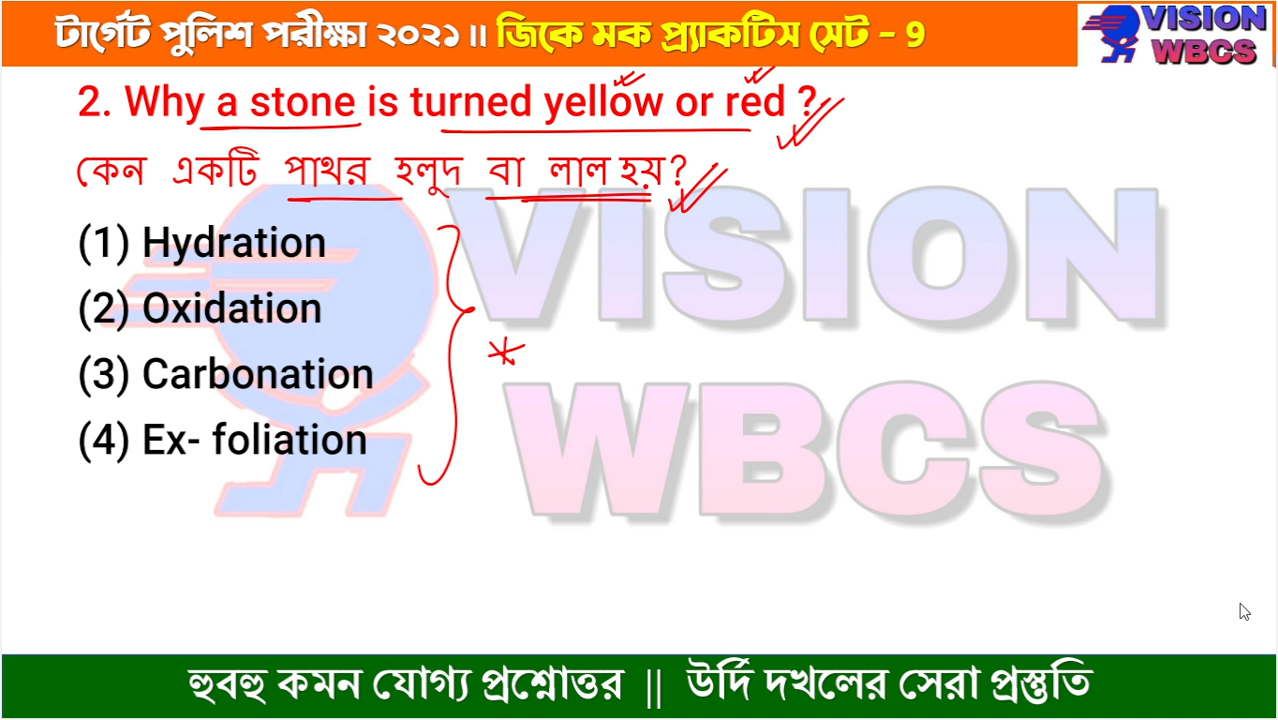 টার্গেট পুলিশ পরীক্ষা ২০২১ ॥ জিকে মক প্র্যাকটিস সেট - 9
VISION
WBCS
2. Why a stone is turned yellow or red ?
কেন একটি পাথর হলুদ বা লাল হয়?
(1) Hydration
(2) Oxidation
(3) Carbonation
(4) Ex- foliation
VISION
WBCS
হুবহু কমন যোগ্য প্রশ্নোত্তর || উর্দি দখলের সেরা প্রস্তুতি